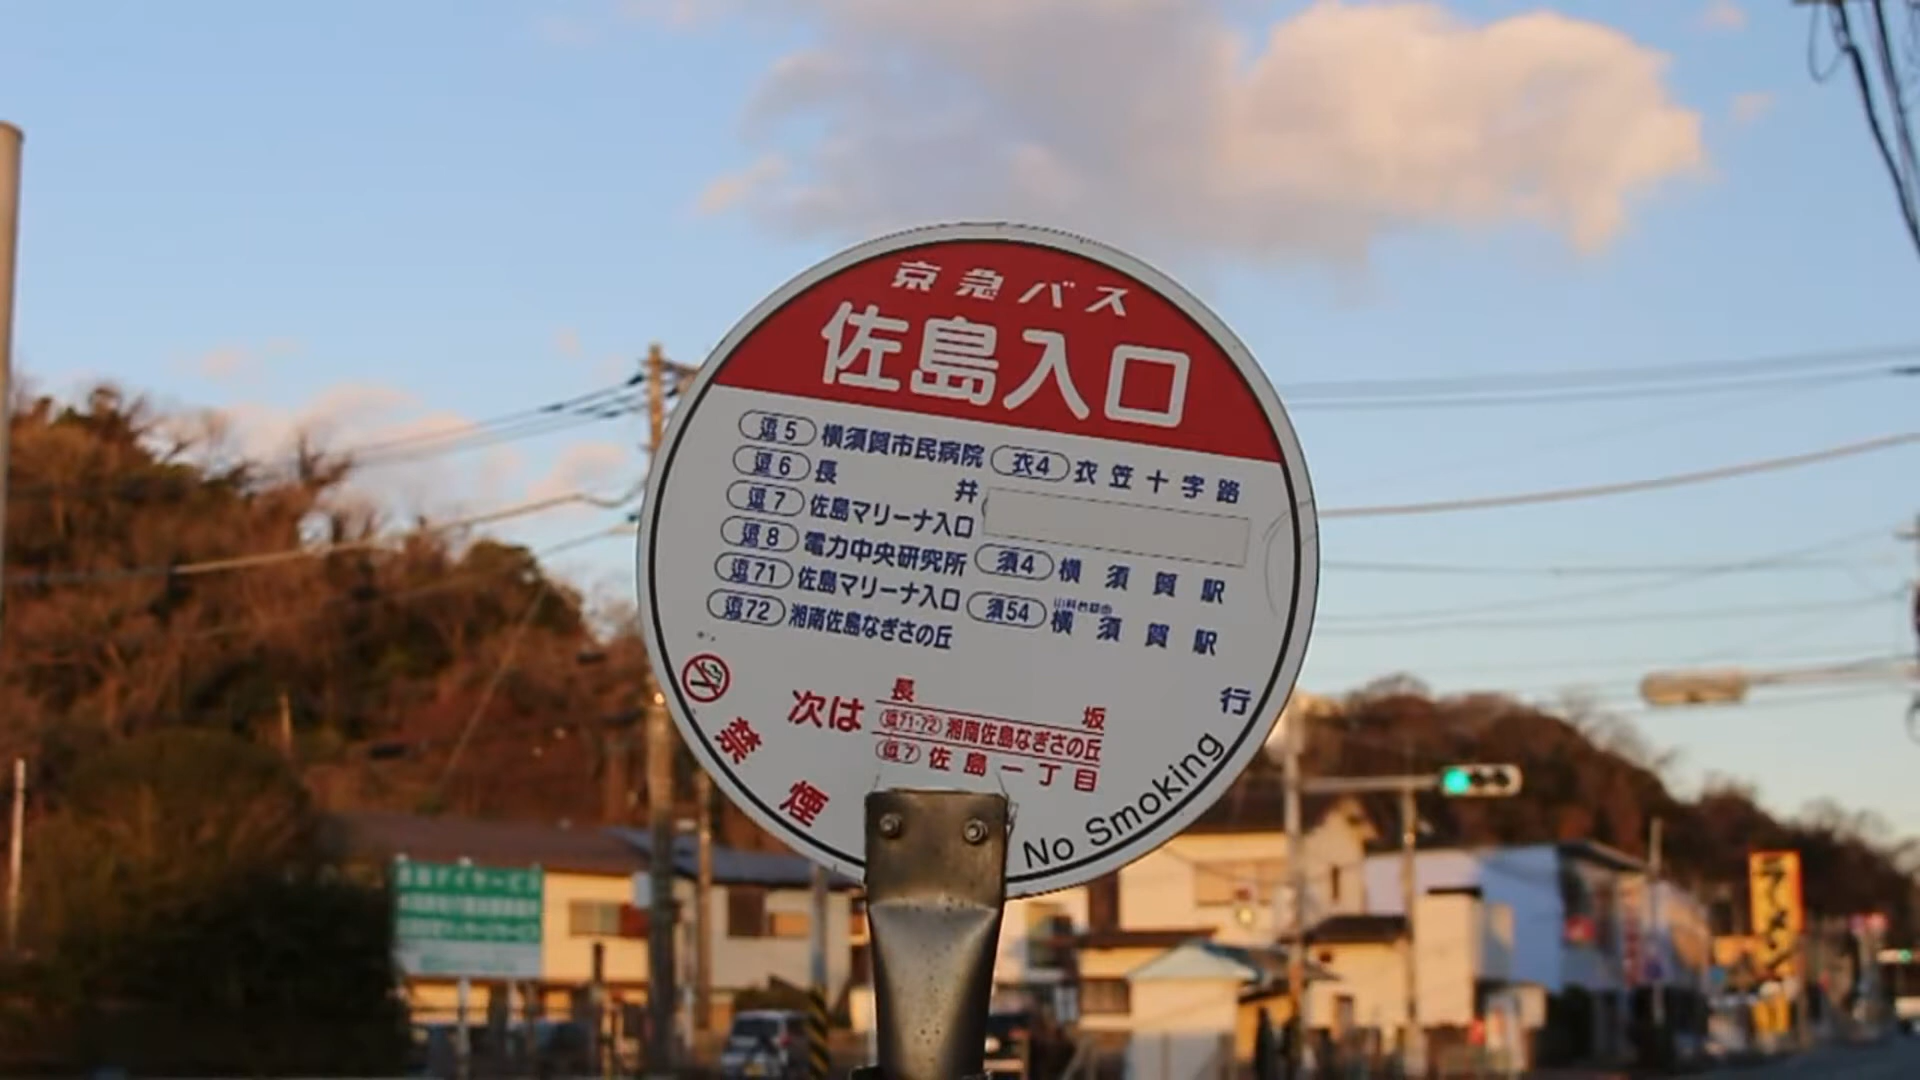 京急バス
佐島入口
逗5 横須賀市民病院 衣4 衣笠十字路
逗6 長井
逗7 佐島マリーナ入口
逗8 電力中央研究所 須4 横須賀駅
逗71 佐島マリーナ入口 須54 横須賀駅
逗72 湘南佐島なぎさの丘
行
次は 長坂
逗71・72 湘南佐島なぎさの丘
逗7 佐島一丁目
禁煙
No Smoking
ラーメン